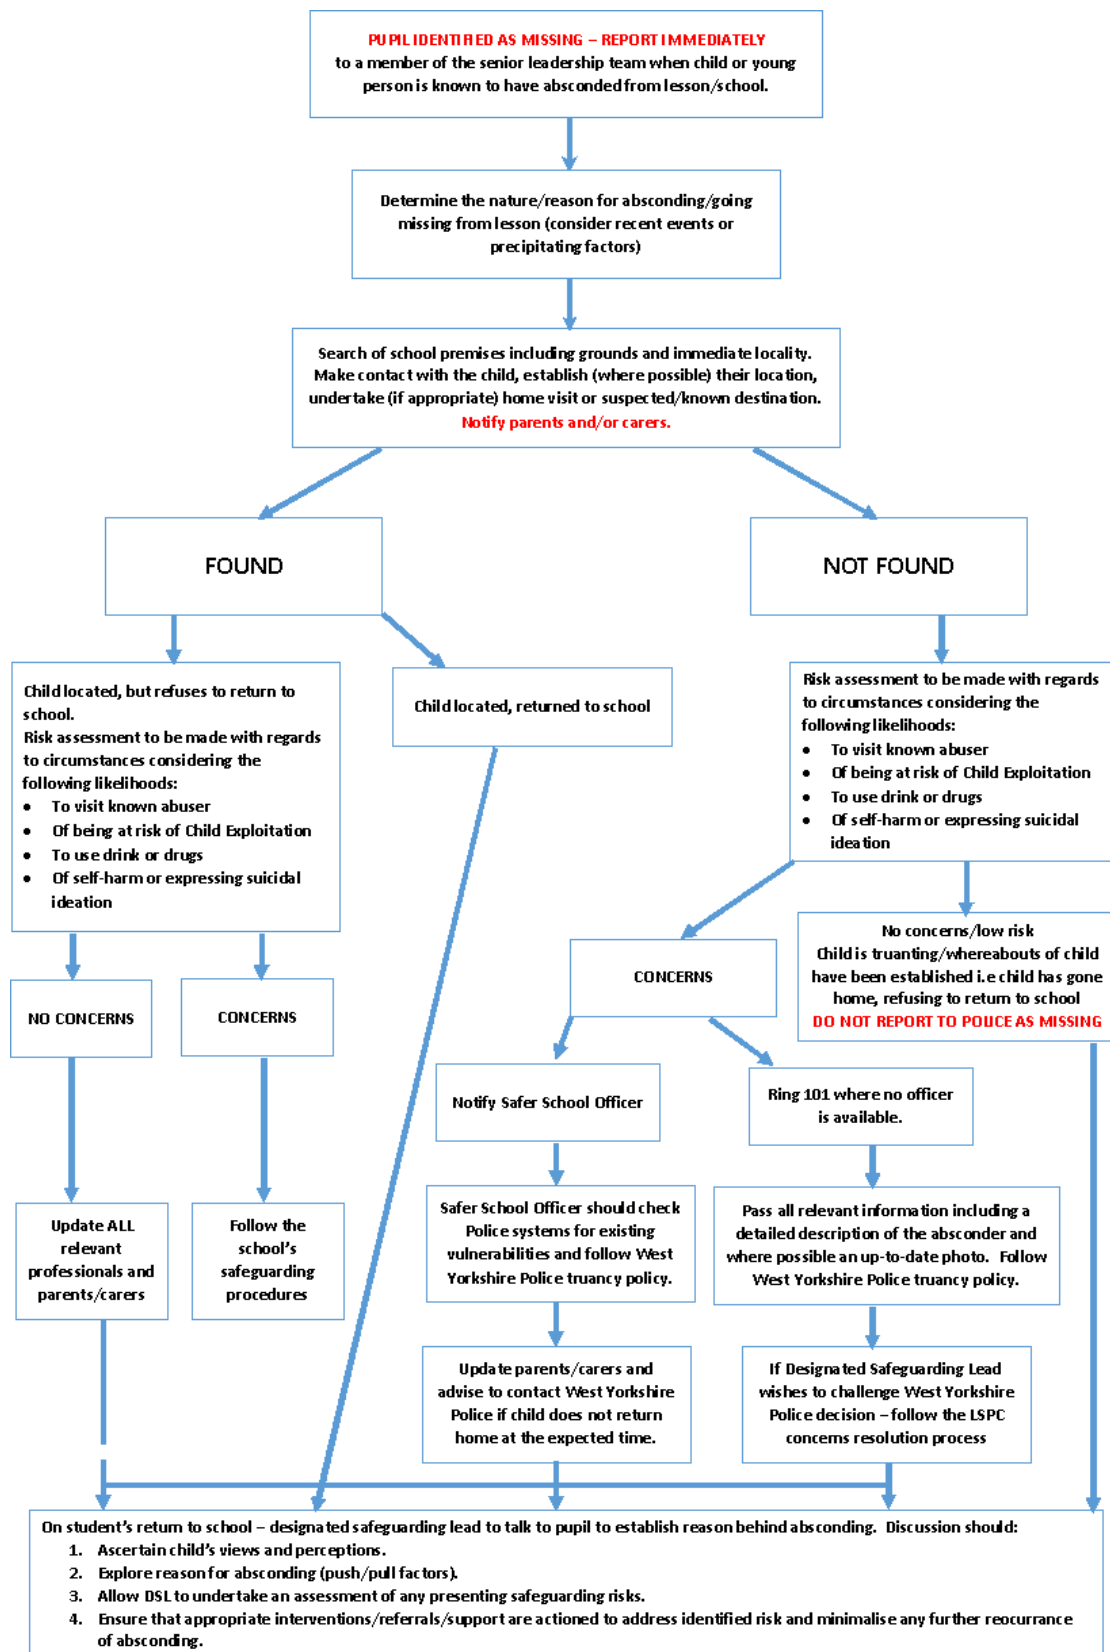 PUPIL IDENTIFIED AS MISSING – REPORT IMMEDIATELY
to a member of the senior leadership team when child or young
person is known to have absconded from lesson/school.
Determine the nature/reason for absconding/going
missing from lesson (consider recent events or
precipitating factors)
Search of school premises including grounds and immediate locality.
Make contact with the child, establish (where possible) their location,
undertake (if appropriate) home visit or suspected/known destination.
Notify parents and/or carers.
FOUND
NOT FOUND
Child located, but refuses to return to
school.
Risk assessment to be made with regards
to circumstances considering the
following likelihoods:
• To visit known abuser
• Of being at risk of Child Exploitation
• To use drink or drugs
• Of self-harm or expressing suicidal
ideation
Child located, returned to school
Risk assessment to be made with regards
to circumstances considering the
following likelihoods:
• To visit known abuser
• Of being at risk of Child Exploitation
• To use drink or drugs
• Of self-harm or expressing suicidal
ideation
NO CONCERNS
CONCERNS
CONCERNS
No concerns/low risk
Child is truanting/whereabouts of child
have been established i.e child has gone
home, refusing to return to school
DO NOT REPORT TO POLICE AS MISSING
Notify Safer School Officer
Ring 101 where no officer
is available.
Update ALL
relevant
professionals and
parents/carers
Follow the
school's
safeguarding
procedures
Safer School Officer should check
Police systems for existing
vulnerabilities and follow West
Yorkshire Police truancy policy.
Pass all relevant information including a
detailed description of the absconder and
where possible an up-to-date photo. Follow
West Yorkshire Police truancy policy.
Update parents/carers and
advise to contact West Yorkshire
Police if child does not return
home at the expected time.
If Designated Safeguarding Lead
wishes to challenge West Yorkshire
Police decision – follow the LSPC
concerns resolution process
On student's return to school – designated safeguarding lead to talk to pupil to establish reason behind absconding. Discussion should:
1. Ascertain child's views and perceptions.
2. Explore reason for absconding (push/pull factors).
3. Allow DSL to undertake an assessment of any presenting safeguarding risks.
4. Ensure that appropriate interventions/referrals/support are actioned to address identified risk and minimalise any further reocurrance
of absconding.